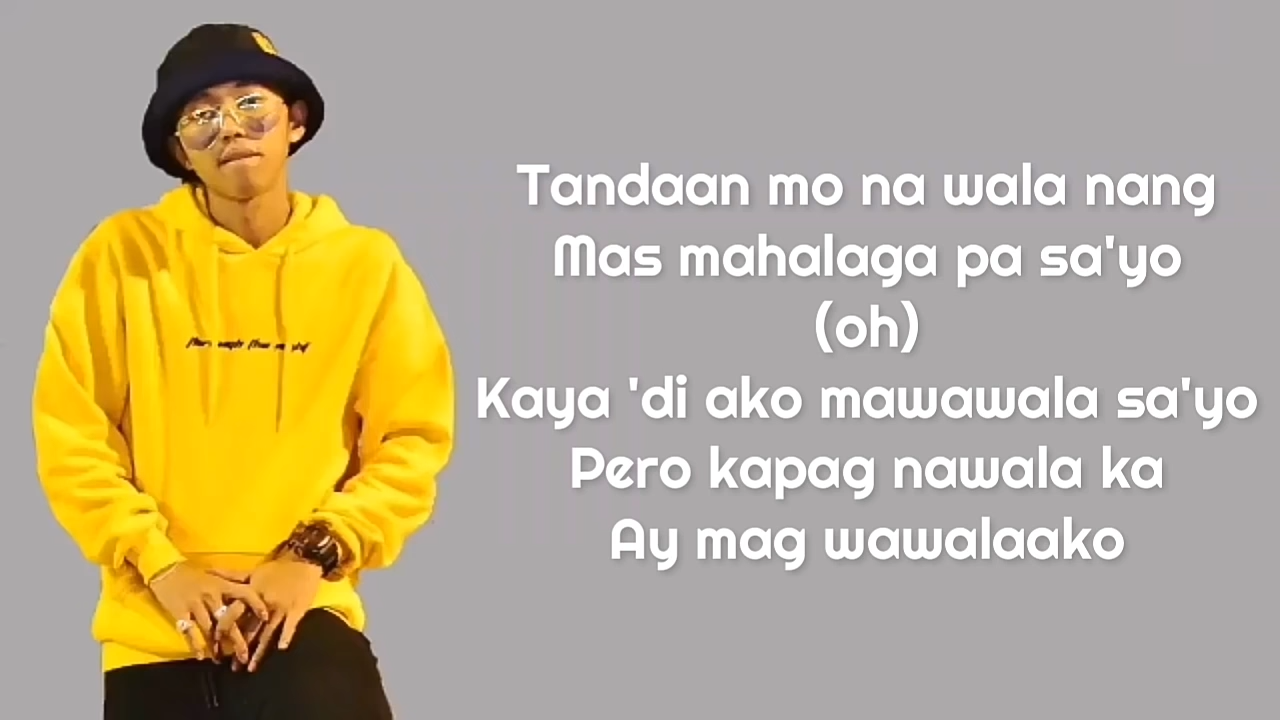 Tandaan mo na wala nang
Mas mahalaga pa sa'yo
(oh)
Kaya 'di ako mawawala sa'yo
Pero kapag nawala ka
Ay mag wawalaako